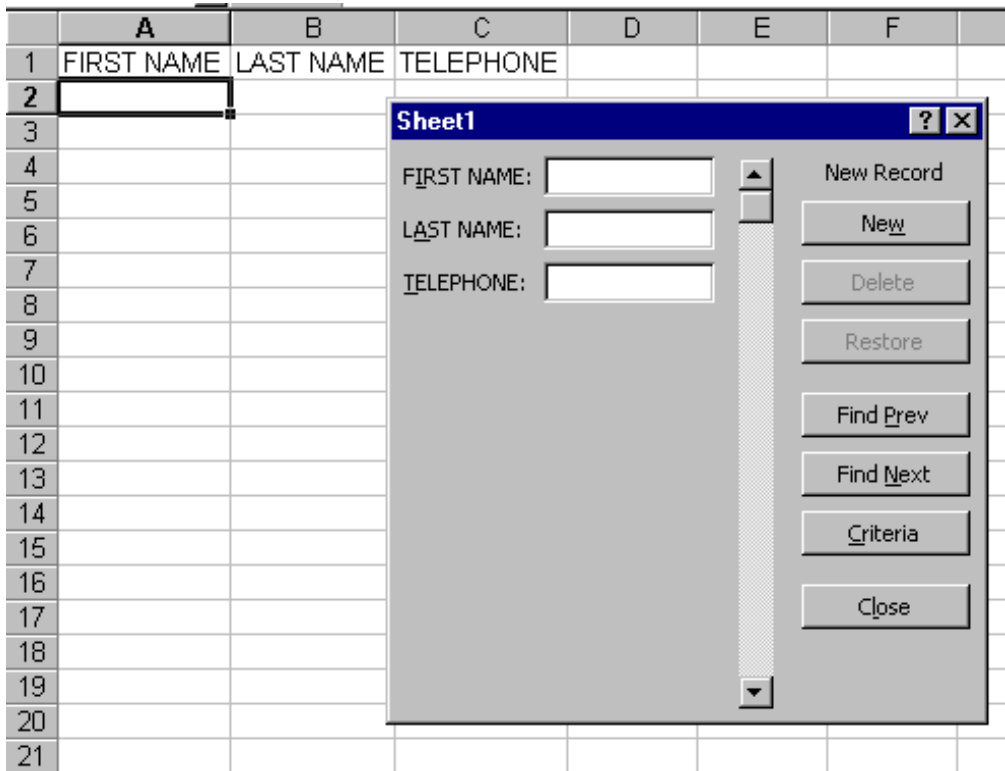 A B C D E F
1 FIRST NAME LAST NAME TELEPHONE
2
3
4
5
6
7
8
9
10
11
12
13
14
15
16
17
18
19
20
21
Sheet1 ?
FIRST NAME:
LAST NAME:
TELEPHONE:
New Record
New
Delete
Restore
Find Prev
Find Next
Criteria
Close